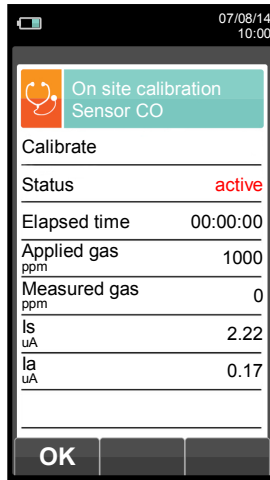 07/08/14
10:00
On site calibration
Sensor CO
Calibrate
Status active
Elapsed time 00:00:00
Applied gas 1000
ppm
Measured gas 0
ppm
Is 2.22
uA
Ia 0.17
uA
OK